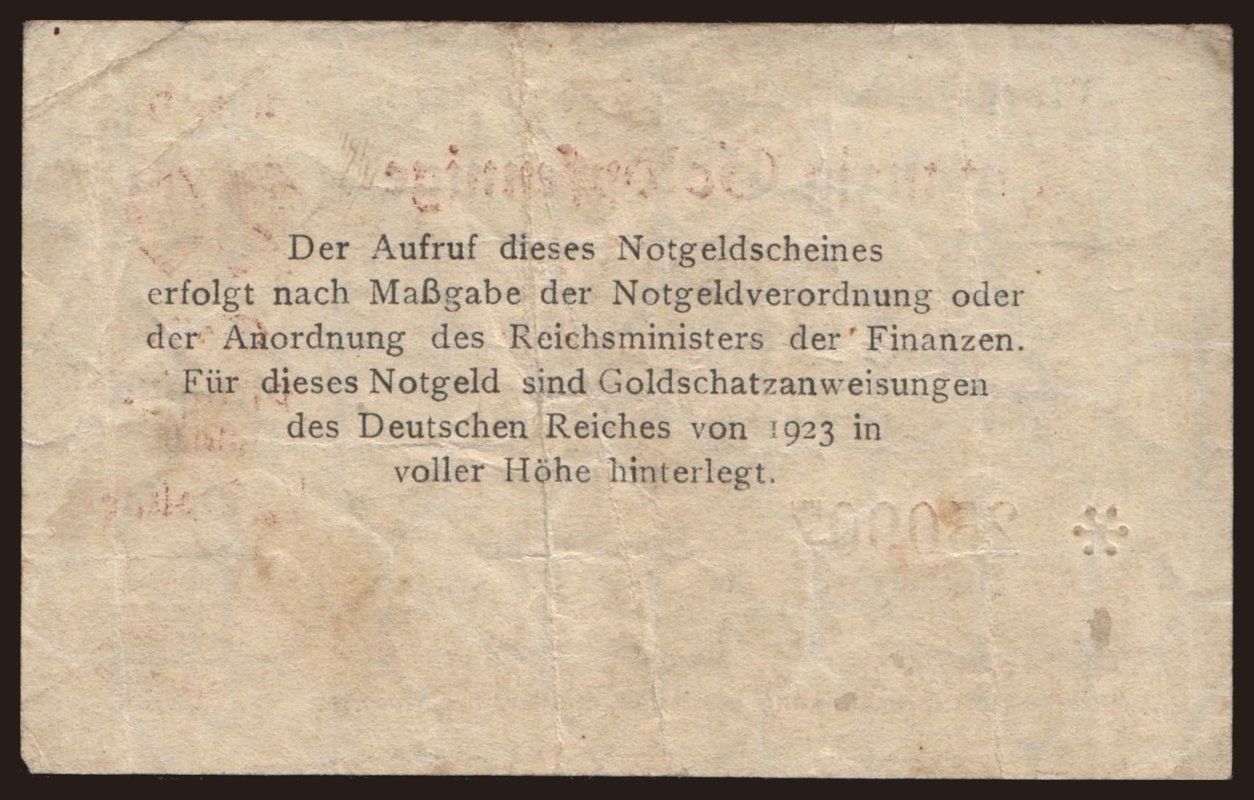 Der Aufruf dieses Notgeldscheines
erfolgt nach Maßgabe der Notgeldverordnung oder
der Anordnung des Reichsministers der Finanzen.
Für dieses Notgeld sind Goldschatzanweisungen
des Deutschen Reiches von 1923 in
voller Höhe hinterlegt.